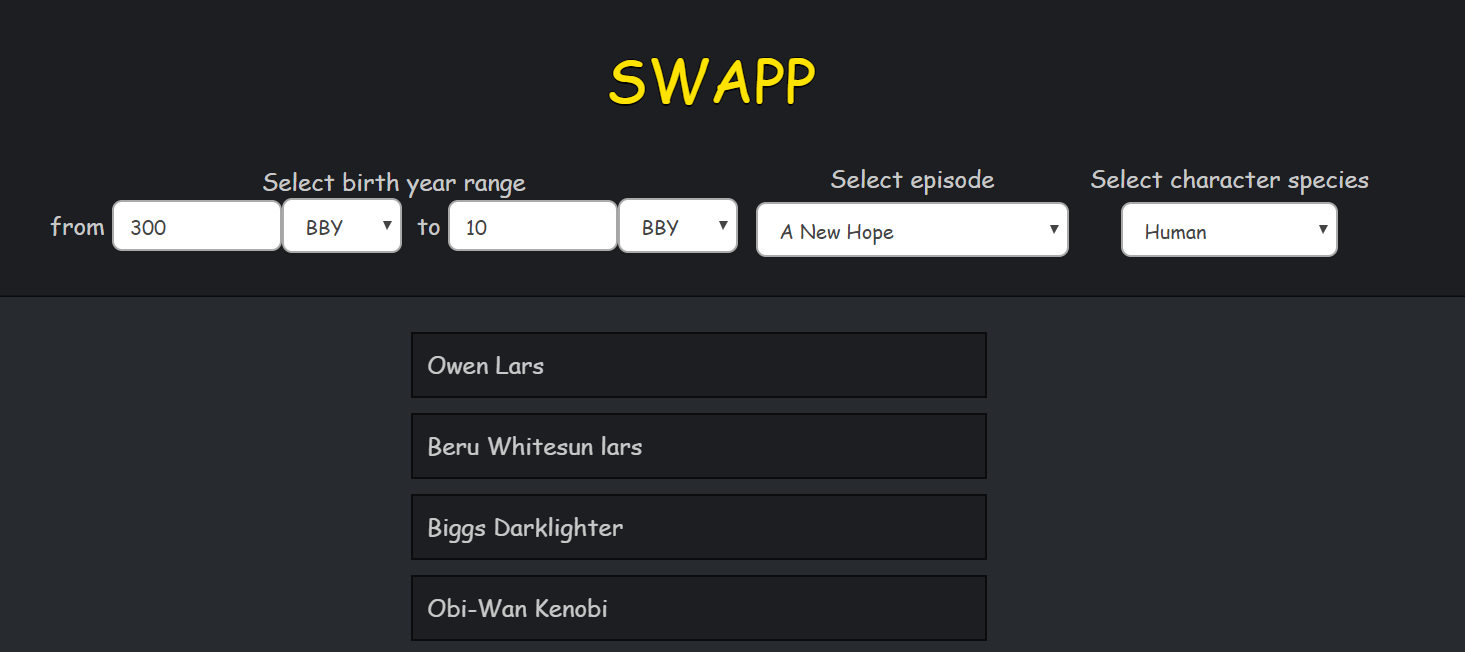 SWAPP
Select birth year range
from 300 BBY to 10 BBY
Select episode
A New Hope
Select character species
Human
Owen Lars
Beru Whitesun lars
Biggs Darklighter
Obi-Wan Kenobi